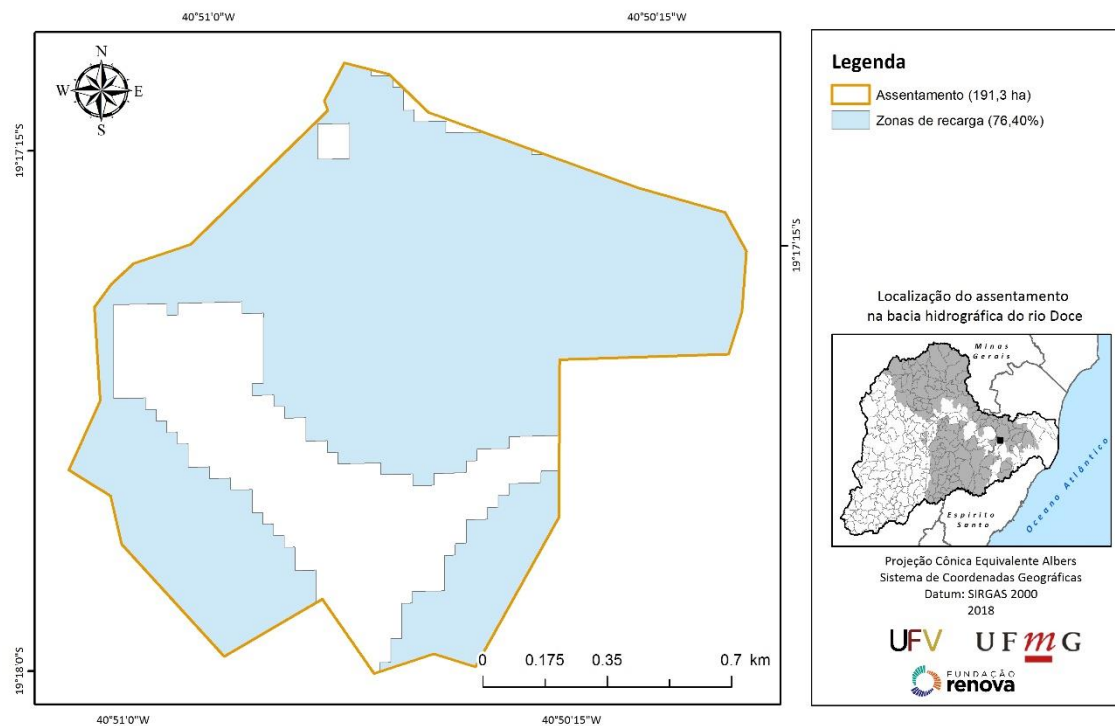 40°51'0"W
40°50'15"W
N
W
E
S
19°17'15"S
19°17'15"S
19°18'0"S
0
0.175
0.35
0.7 km
40°51'0"W
40°50'15"W
Legenda
Assentamento (191,3 ha)
Zonas de recarga (76,40%)
Localização do assentamento
na bacia hidrográfica do rio Doce
Minas
Gerais
Espírito
Santo
Oceano Atlântico
Projeção Cônica Equivalente Albers
Sistema de Coordenadas Geográficas
Datum: SIRGAS 2000
2018
UFV
UFmG
FUNDAÇÃO
renova